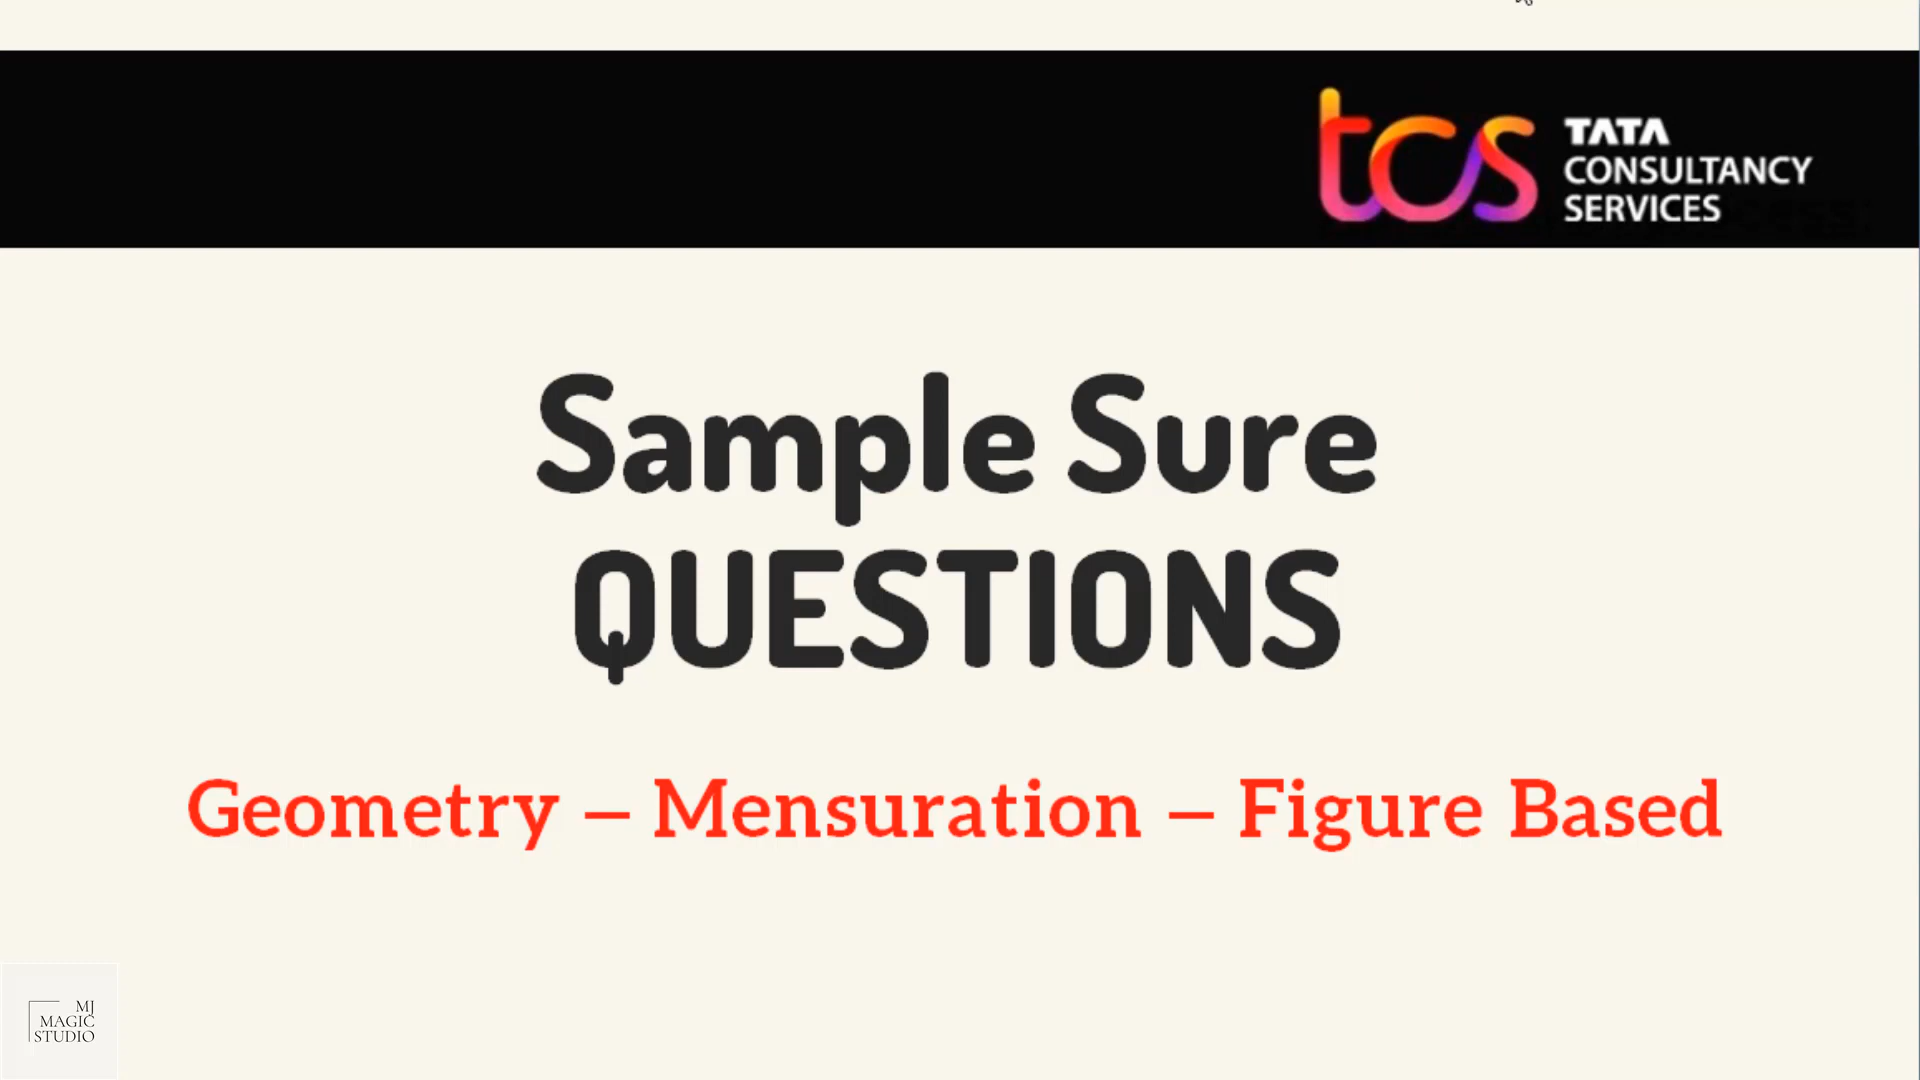 tcs TATA
CONSULTANCY
SERVICES
Sample Sure
QUESTIONS
Geometry – Mensuration – Figure Based
MJ
MAGIC
STUDIO